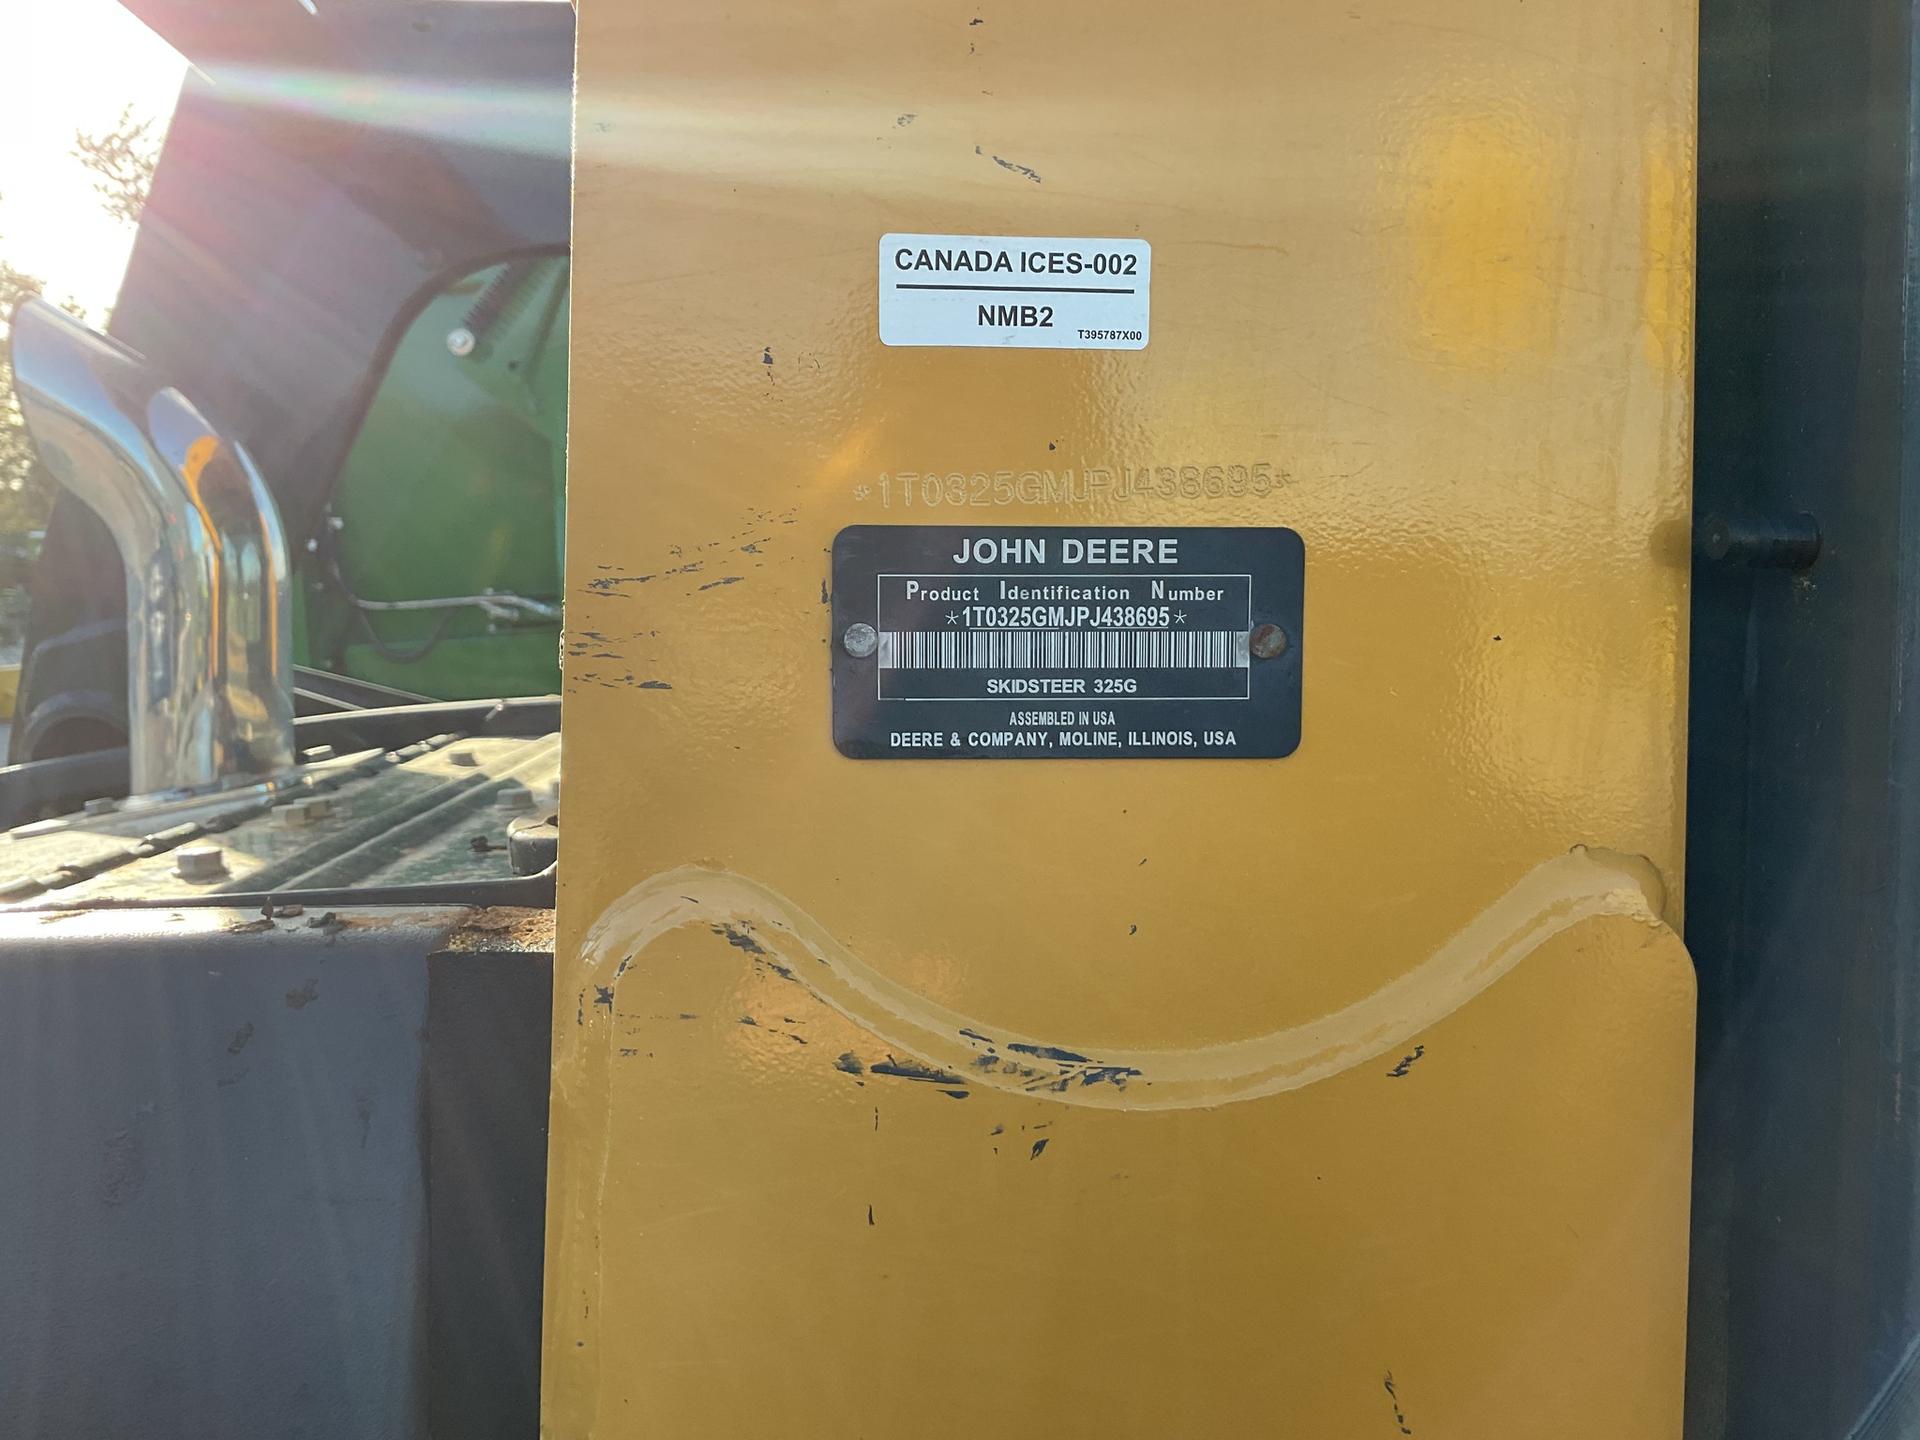 CANADA ICES-002
NMB2
T395787X00
*1T0325GMJPJ438695*
JOHN DEERE
Product Identification Number
*1T0325GMJPJ438695*
SKIDSTEER 325G
ASSEMBLED IN USA
DEERE & COMPANY, MOLINE, ILLINOIS, USA